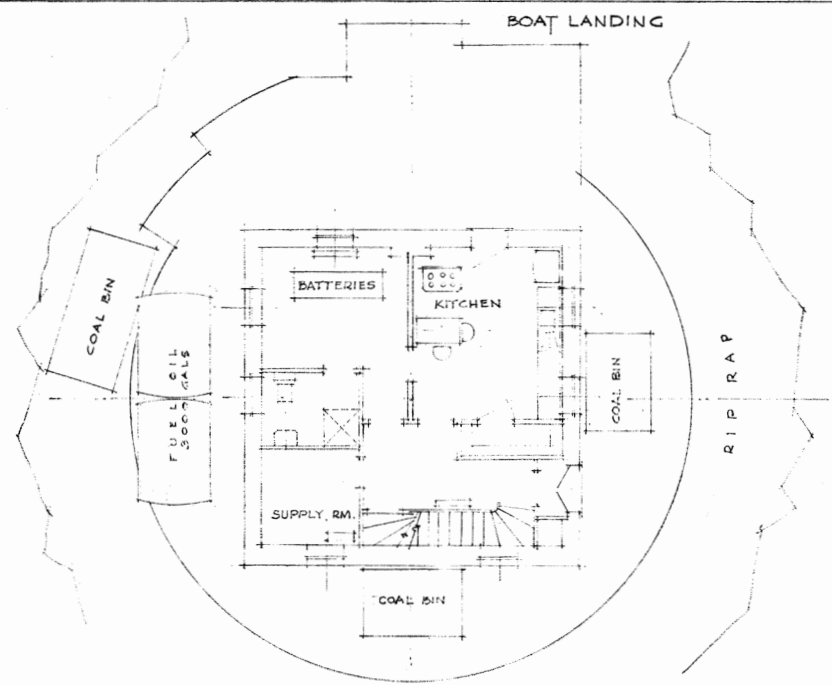 BOAT LANDING
BATTERIES
KITCHEN
COAL BIN
FUEL OIL
3000 GALS
COAL BIN
RIP RAP
SUPPLY RM.
COAL BIN